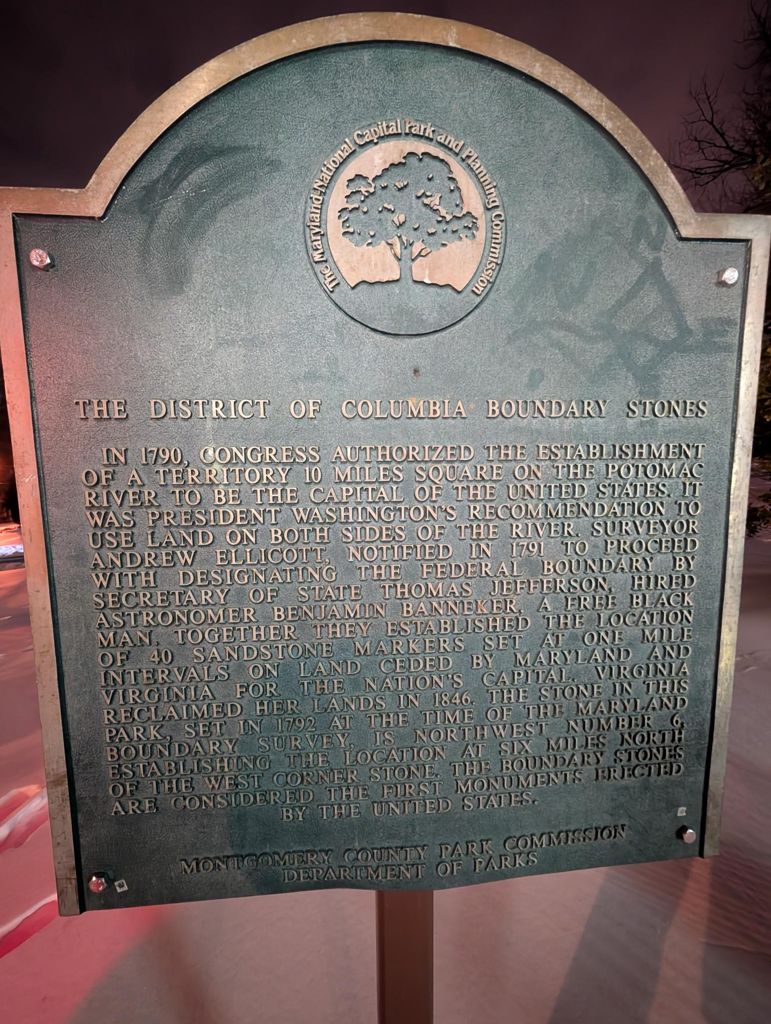 The Maryland-National Capital Park and Planning Commission
THE DISTRICT OF COLUMBIA BOUNDARY STONES
IN 1790, CONGRESS AUTHORIZED THE ESTABLISHMENT
OF A TERRITORY 10 MILES SQUARE ON THE POTOMAC
RIVER TO BE THE CAPITAL OF THE UNITED STATES. IT
WAS PRESIDENT WASHINGTON'S RECOMMENDATION TO
USE LAND ON BOTH SIDES OF THE RIVER. SURVEYOR
ANDREW ELLICOTT, NOTIFIED IN 1791 TO PROCEED
WITH DESIGNATING THE FEDERAL BOUNDARY BY
SECRETARY OF STATE THOMAS JEFFERSON, HIRED
ASTRONOMER BENJAMIN BANNEKER, A FREE BLACK
MAN. TOGETHER THEY ESTABLISHED THE LOCATION
OF 40 SANDSTONE MARKERS SET AT ONE MILE
INTERVALS ON LAND CEDED BY MARYLAND AND
VIRGINIA FOR THE NATION'S CAPITAL. VIRGINIA
RECLAIMED HER LANDS IN 1846. THE STONE IN THIS
PARK, SET IN 1792 AT THE TIME OF THE MARYLAND
BOUNDARY SURVEY, IS NORTHWEST NUMBER 6,
ESTABLISHING THE LOCATION AT SIX MILES NORTH
OF THE WEST CORNER STONE. THE BOUNDARY STONES
ARE CONSIDERED THE FIRST MONUMENTS ERECTED
BY THE UNITED STATES.
MONTGOMERY COUNTY PARK COMMISSION
DEPARTMENT OF PARKS